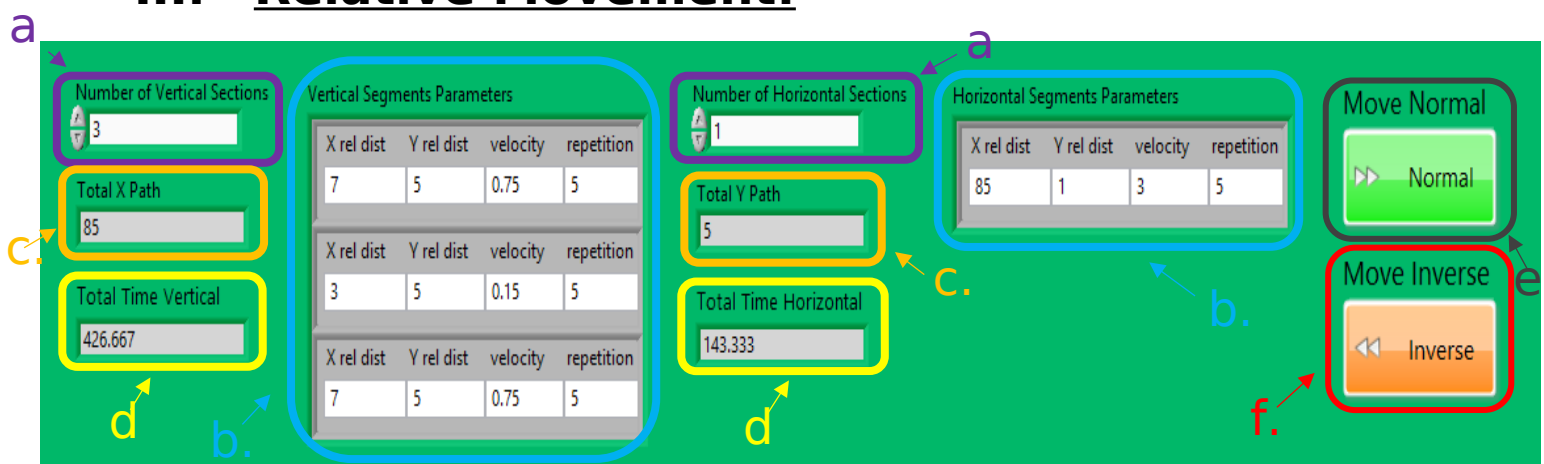 III. Relative Movement:
a
a
Number of Vertical Sections
3
Total X Path
85
c.
Total Time Vertical
426.667
d
Vertical Segments Parameters
X rel dist Y rel dist velocity repetition
7 5 0.75 5
X rel dist Y rel dist velocity repetition
3 5 0.15 5
X rel dist Y rel dist velocity repetition
7 5 0.75 5
b.
Number of Horizontal Sections
1
Total Y Path
5
c.
Total Time Horizontal
143.333
d
Horizontal Segments Parameters
X rel dist Y rel dist velocity repetition
85 1 3 5
b.
Move Normal
Normal
e
Move Inverse
Inverse
f.